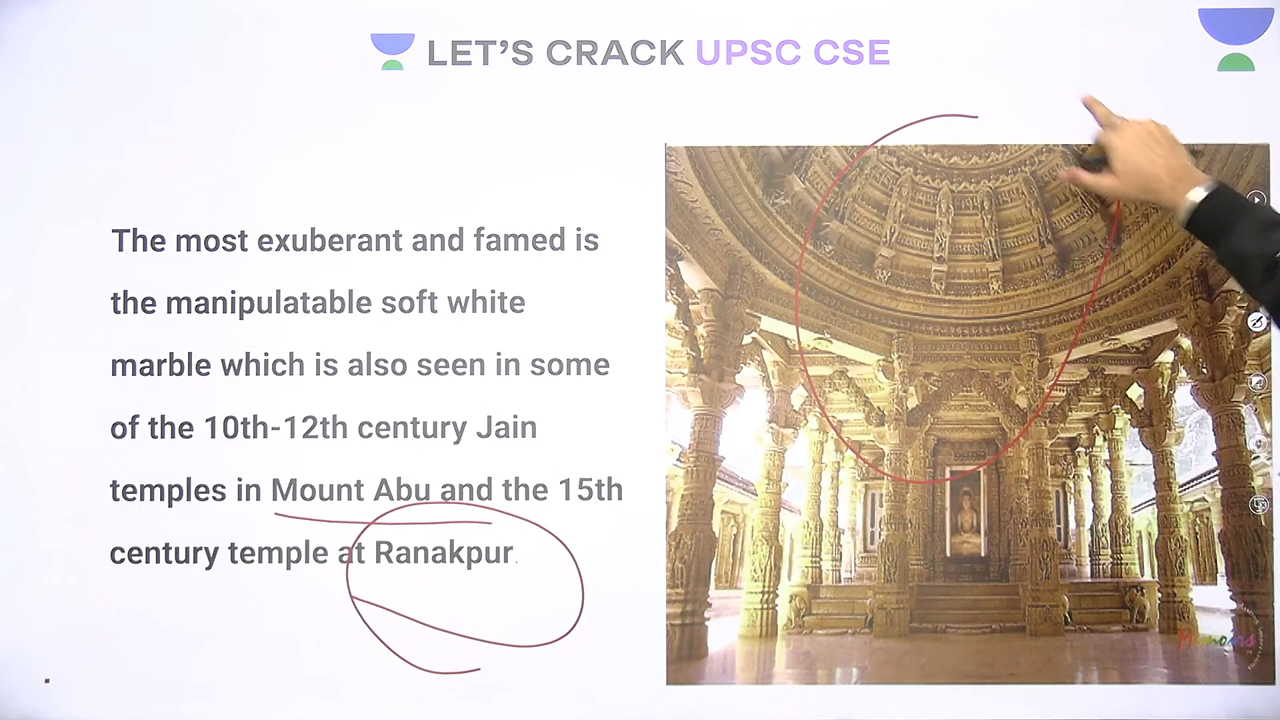 LET'S CRACK UPSC CSE
The most exuberant and famed is
the manipulatable soft white
marble which is also seen in some
of the 10th-12th century Jain
temples in Mount Abu and the 15th
century temple at Ranakpur.